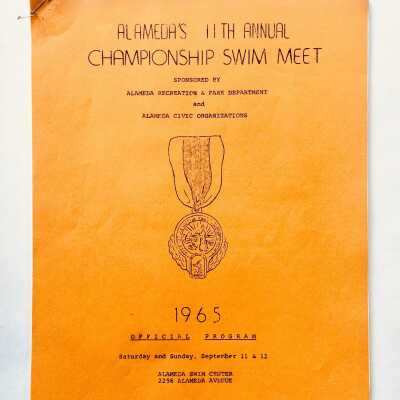 ALAMEDA'S 11TH ANNUAL
CHAMPIONSHIP SWIM MEET
SPONSORED BY
ALAMEDA RECREATION & PARK DEPARTMENT
and
ALAMEDA CIVIC ORGANIZATIONS
1965
OFFICIAL PROGRAM
Saturday and Sunday, September 11 & 12
ALAMEDA SWIM CENTER
2256 ALAMEDA AVENUE